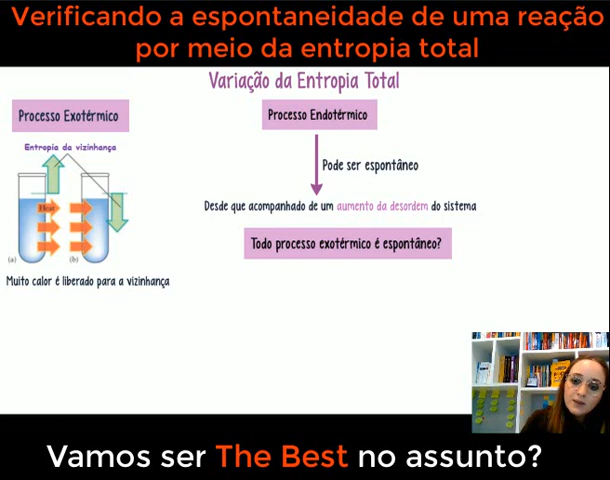 Verificando a espontaneidade de uma reação
por meio da entropia total
Variação da Entropia Total
Processo Exotérmico
Entropia da vizinhança
Heat
(a)
(b)
Muito calor é liberado para a vizinhança
Processo Endotérmico
Pode ser espontâneo
Desde que acompanhado de um aumento da desordem do sistema
Todo processo exotérmico é espontâneo?
Vamos ser The Best no assunto?